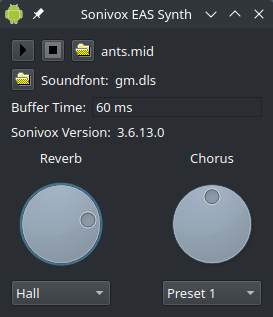 Sonivox EAS Synth
ants.mid
Soundfont: gm.dls
Buffer Time: 60 ms
Sonivox Version: 3.6.13.0
Reverb Chorus
Hall Preset 1